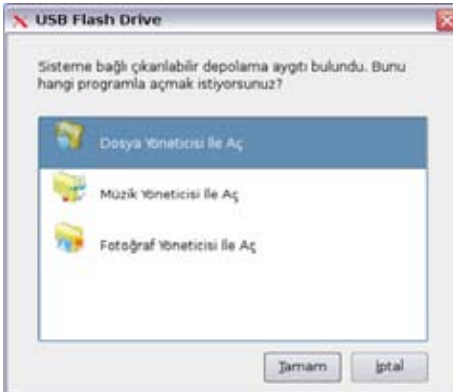 USB Flash Drive
Sisteme bağlı çıkarılabilir depolama aygıtı bulundu. Bunu
hangi programla açmak istiyorsunuz?
Dosya Yöneticisi İle Aç
Müzik Yöneticisi İle Aç
Fotoğraf Yöneticisi İle Aç
Tamam
İptal